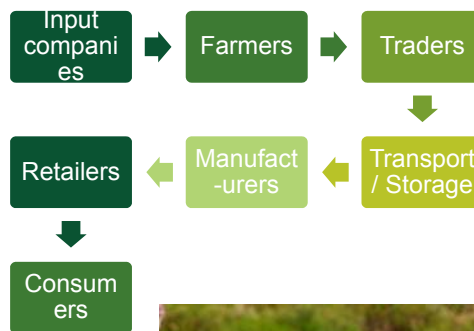 Input
compani
es
Farmers
Traders
Transport
/ Storage
Manufact
-urers
Retailers
Consum
ers